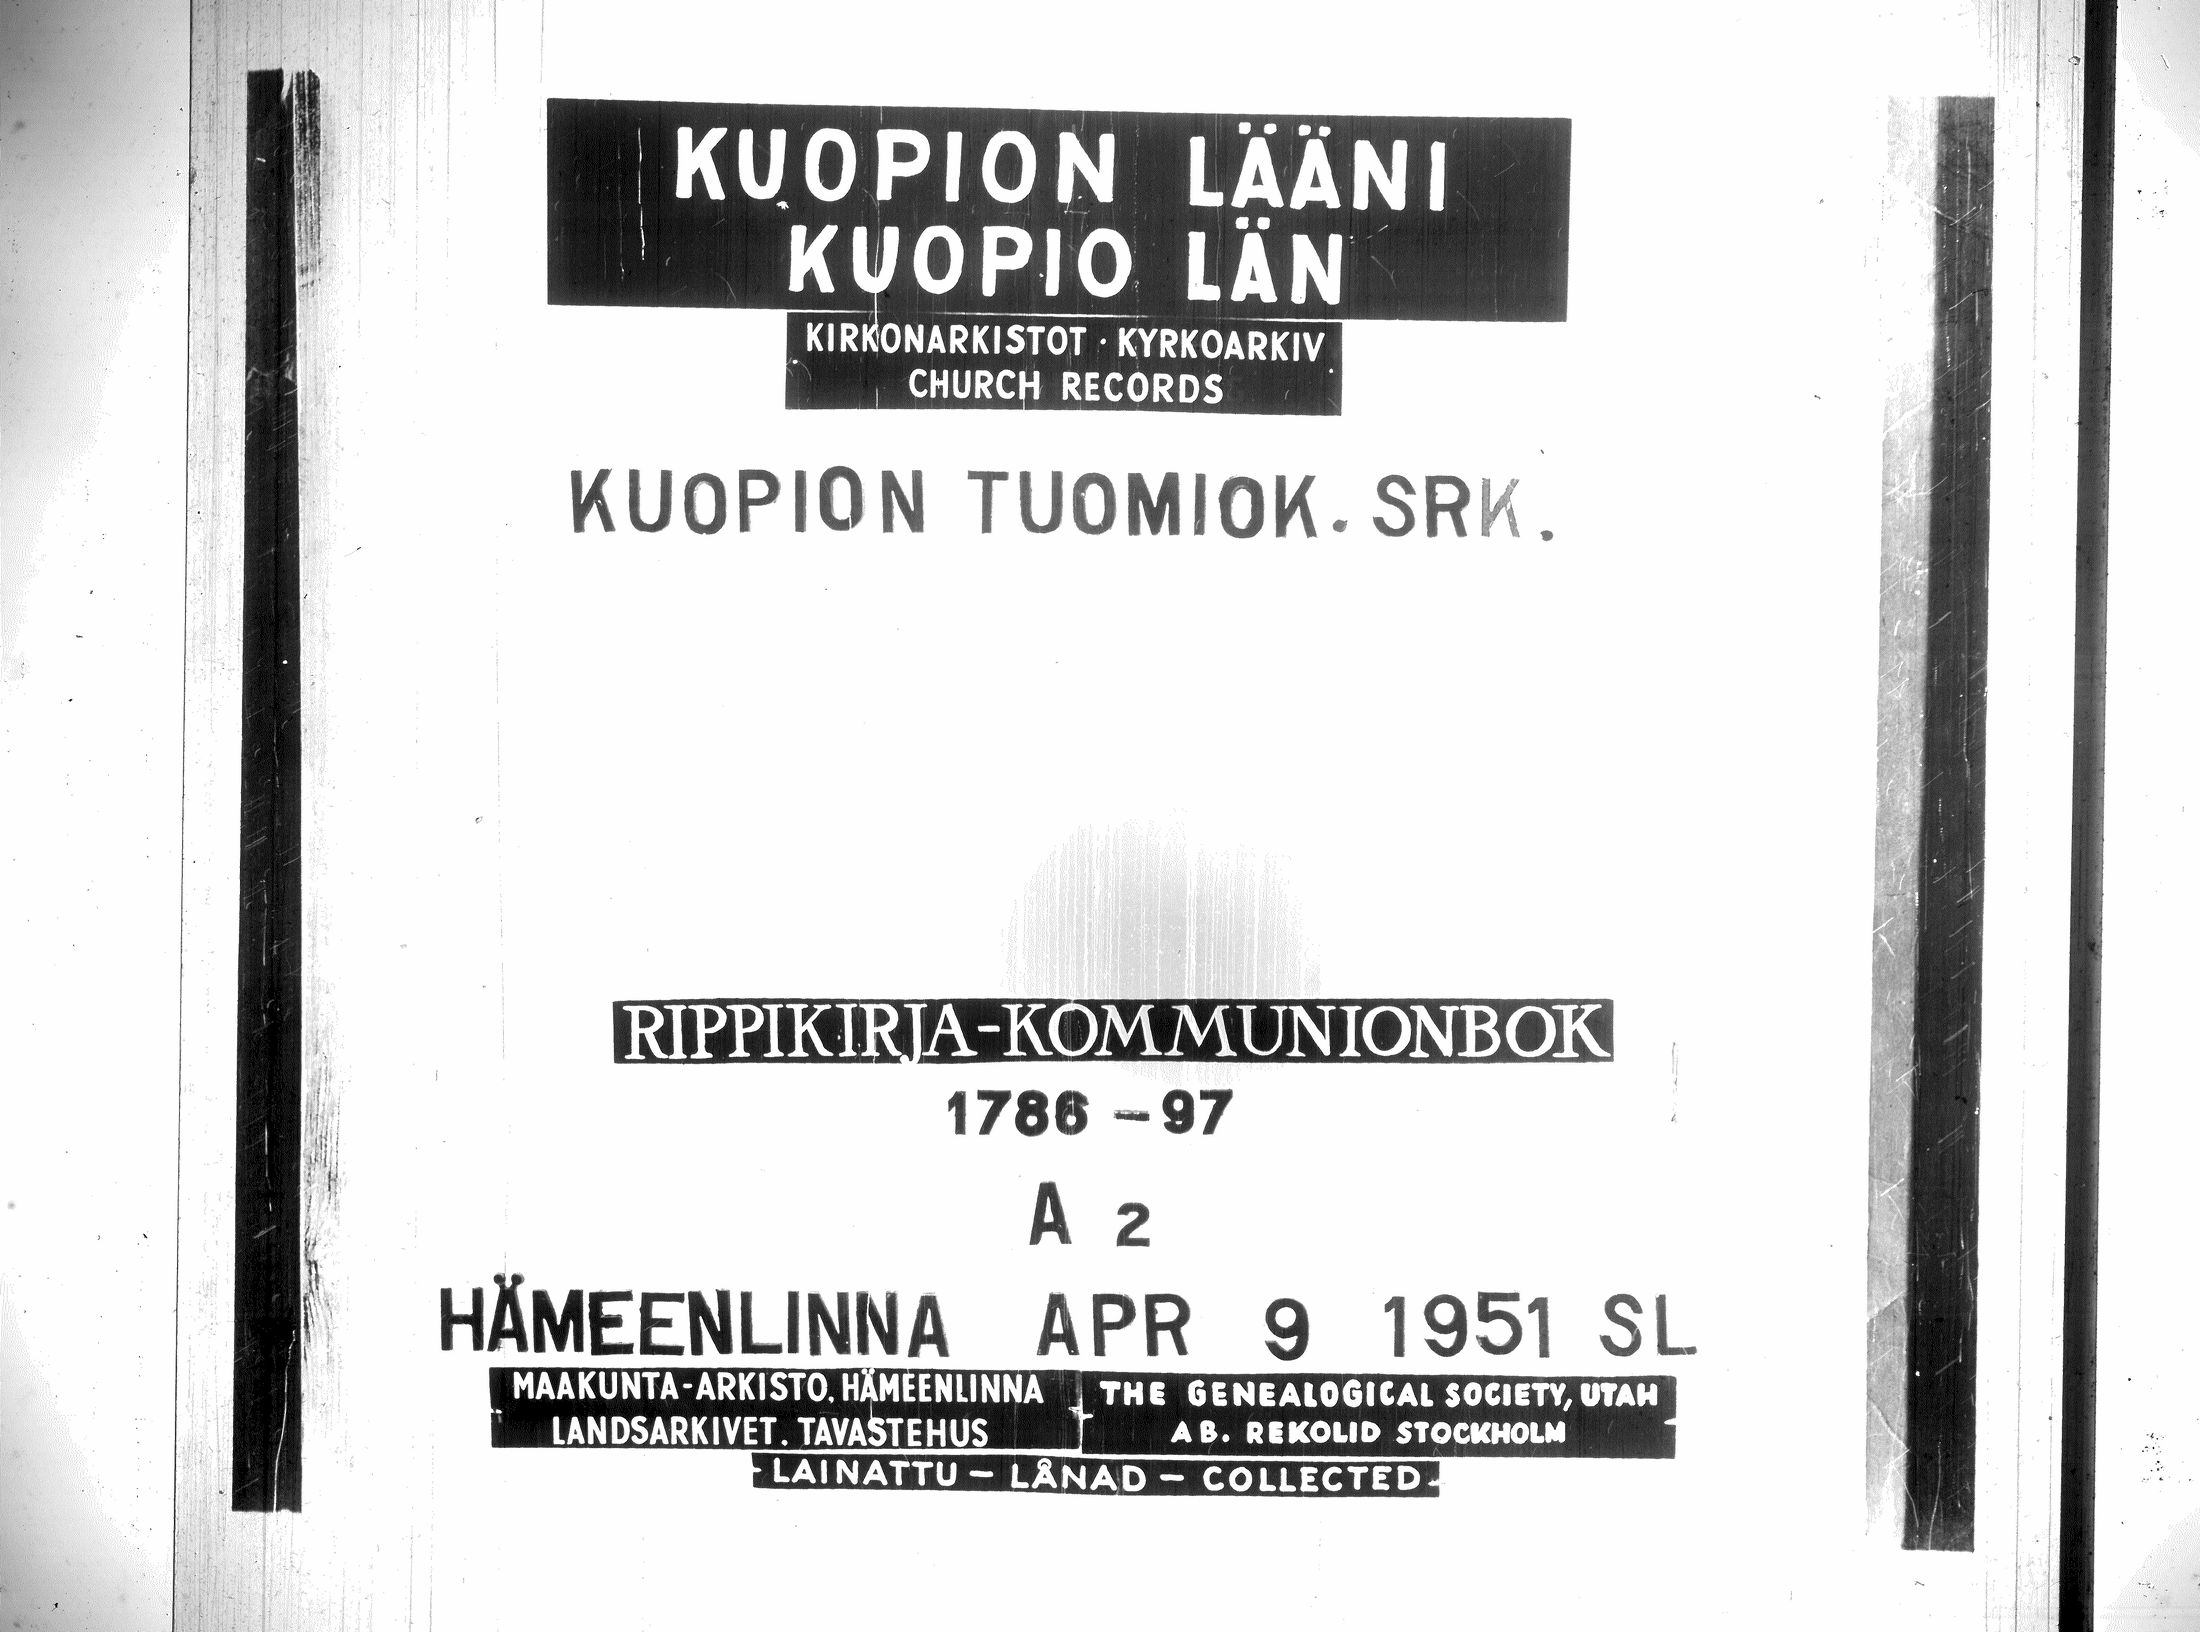 KUOPION LÄÄNI
KUOPIO LÄN
KIRKONARKISTOT · KYRKOARKIV
CHURCH RECORDS
KUOPION TUOMIOK. SRK.
RIPPIKIRJA-KOMMUNIONBOK
1786 - 97
A 2
HÄMEENLINNA APR 9 1951 SL
MAAKUNTA-ARKISTO, HÄMEENLINNA
LANDSARKIVET. TAVASTEHUS
THE GENEALOGICAL SOCIETY, UTAH
AB. REKOLID STOCKHOLM
- LAINATTU - LÅNAD - COLLECTED -